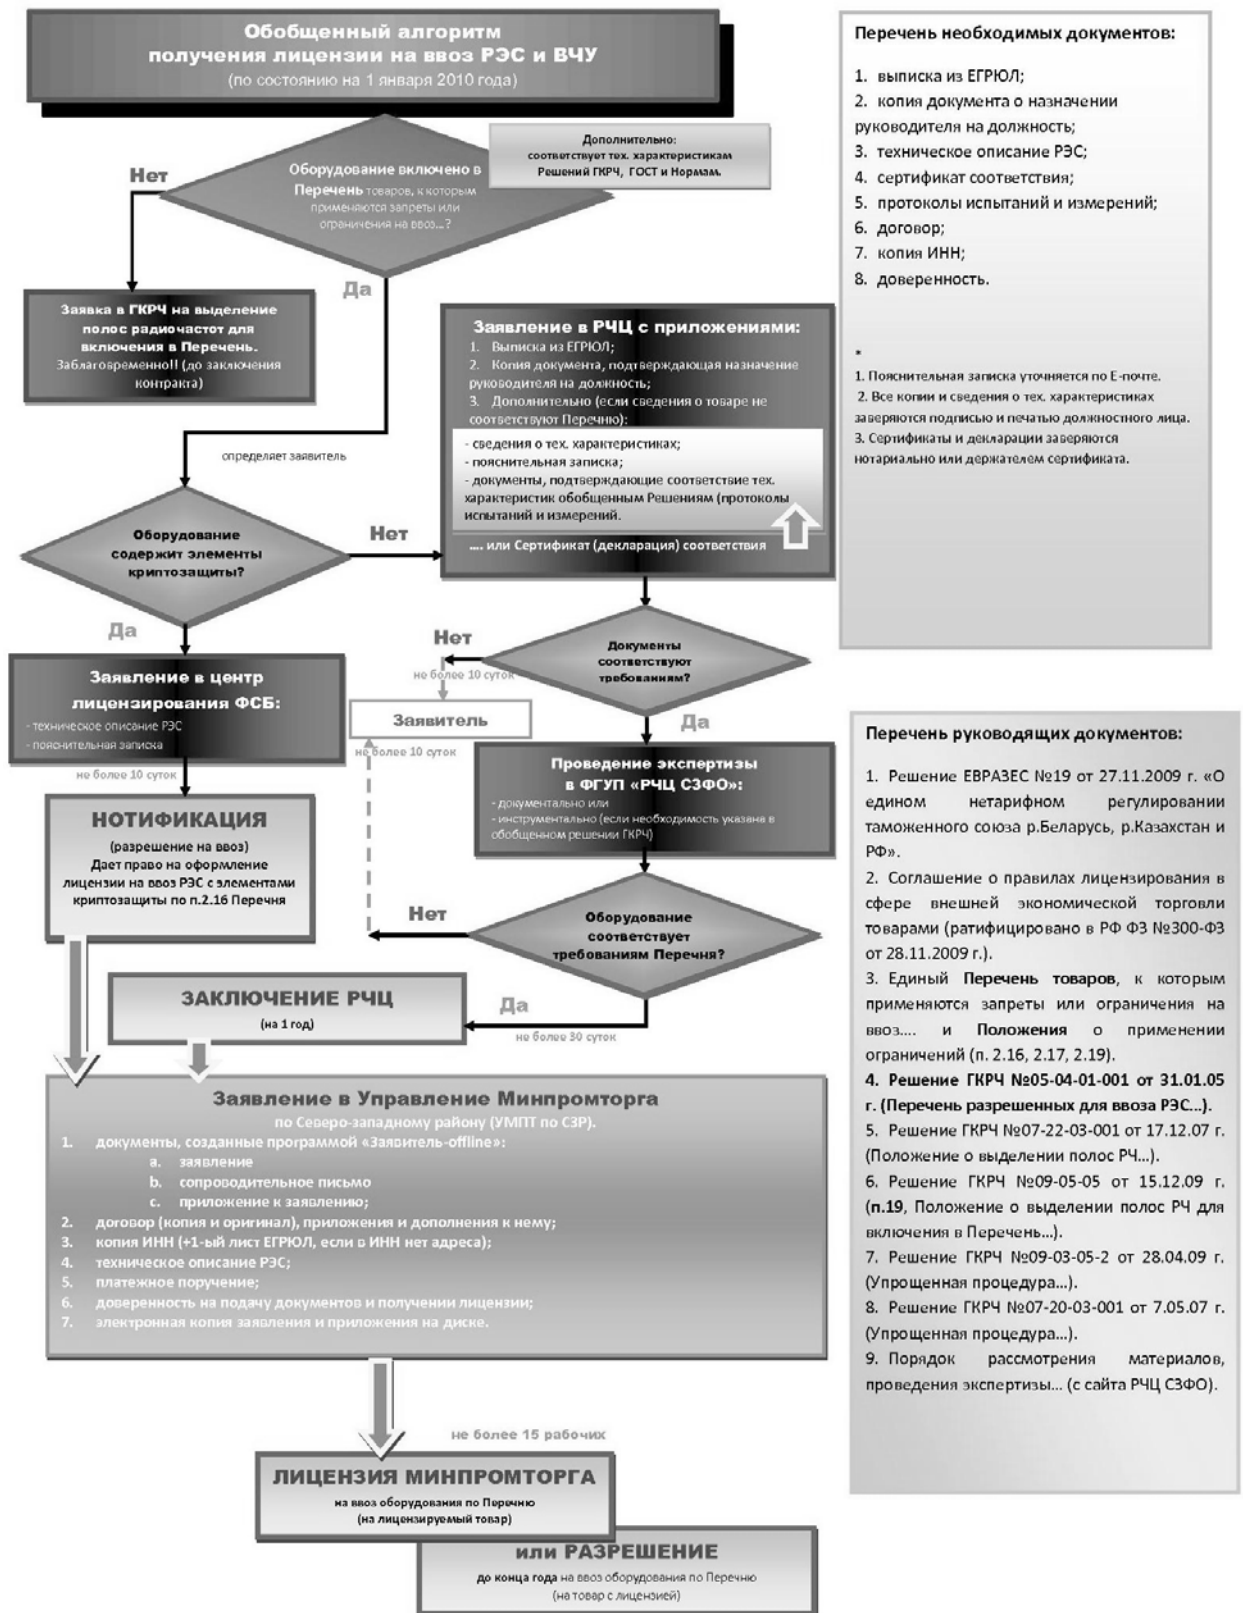 Обобщенный алгоритм
получения лицензии на ввоз РЭС и ВЧУ
(по состоянию на 1 января 2010 года)
Дополнительно:
соответствует тех. характеристикам
Решений ГКРЧ, ГОСТ и Нормам.
Нет
Оборудование включено в
Перечень товаров, к которым
применяются запреты или
ограничения на ввоз...?
Да
Заявка в ГКРЧ на выделение
полос радиочастот для
включения в Перечень.
Заблаговременно!! (до заключения
контракта)
Заявление в РЧЦ с приложениями:
1. Выписка из ЕГРЮЛ;
2. Копия документа, подтверждающая назначение
руководителя на должность;
3. Дополнительно (если сведения о товаре не
соответствуют Перечню):
- сведения о тех. характеристиках;
- пояснительная записка;
- документы, подтверждающие соответствие тех.
характеристик обобщенным Решениям (протоколы
испытаний и измерений.
.... или Сертификат (декларация) соответствия
определяет заявитель
Оборудование
содержит элементы
криптозащиты?
Нет
Да
Заявление в центр
лицензирования ФСБ:
- техническое описание РЭС
- пояснительная записка
не более 10 суток
НОТИФИКАЦИЯ
(разрешение на ввоз)
Дает право на оформление
лицензии на ввоз РЭС с элементами
криптозащиты по п.2.16 Перечня
Документы
соответствуют
требованиям?
Нет
не более 10 суток
Заявитель
не более 10 суток
Да
Проведение экспертизы
в ФГУП «РЧЦ СЗФО»:
- документально или
- инструментально (если необходимость указана в
обобщенном решении ГКРЧ)
Оборудование
соответствует
требованиям Перечня?
Нет
Да
не более 30 суток
ЗАКЛЮЧЕНИЕ РЧЦ
(на 1 год)
Заявление в Управление Минпромторга
по Северо-западному району (УМПТ по СЗР).
1. документы, созданные программой «Заявитель-offline»:
a. заявление
b. сопроводительное письмо
c. приложение к заявлению;
2. договор (копия и оригинал), приложения и дополнения к нему;
3. копия ИНН (+1-ый лист ЕГРЮЛ, если в ИНН нет адреса);
4. техническое описание РЭС;
5. платежное поручение;
6. доверенность на подачу документов и получении лицензии;
7. электронная копия заявления и приложения на диске.
не более 15 рабочих
ЛИЦЕНЗИЯ МИНПРОМТОРГА
на ввоз оборудования по Перечню
(на лицензируемый товар)
или РАЗРЕШЕНИЕ
до конца года на ввоз оборудования по Перечню
(на товар с лицензией)
Перечень необходимых документов:
1. выписка из ЕГРЮЛ;
2. копия документа о назначении
руководителя на должность;
3. техническое описание РЭС;
4. сертификат соответствия;
5. протоколы испытаний и измерений;
6. договор;
7. копия ИНН;
8. доверенность.
*
1. Пояснительная записка уточняется по Е-почте.
2. Все копии и сведения о тех. характеристиках
заверяются подписью и печатью должностного лица.
3. Сертификаты и декларации заверяются
нотариально или держателем сертификата.
Перечень руководящих документов:
1. Решение ЕВРАЗЕС №19 от 27.11.2009 г. «О
едином нетарифном регулировании
таможенного союза р.Беларусь, р.Казахстан и
РФ».
2. Соглашение о правилах лицензирования в
сфере внешней экономической торговли
товарами (ратифицировано в РФ ФЗ №300-ФЗ
от 28.11.2009 г.).
3. Единый Перечень товаров, к которым
применяются запреты или ограничения на
ввоз.... и Положения о применении
ограничений (п. 2.16, 2.17, 2.19).
4. Решение ГКРЧ №05-04-01-001 от 31.01.05
г. (Перечень разрешенных для ввоза РЭС...).
5. Решение ГКРЧ №07-22-03-001 от 17.12.07 г.
(Положение о выделении полос РЧ...).
6. Решение ГКРЧ №09-05-05 от 15.12.09 г.
(п.19, Положение о выделении полос РЧ для
включения в Перечень...).
7. Решение ГКРЧ №09-03-05-2 от 28.04.09 г.
(Упрощенная процедура...).
8. Решение ГКРЧ №07-20-03-001 от 7.05.07 г.
(Упрощенная процедура...).
9. Порядок рассмотрения материалов,
проведения экспертизы... (с сайта РЧЦ СЗФО).